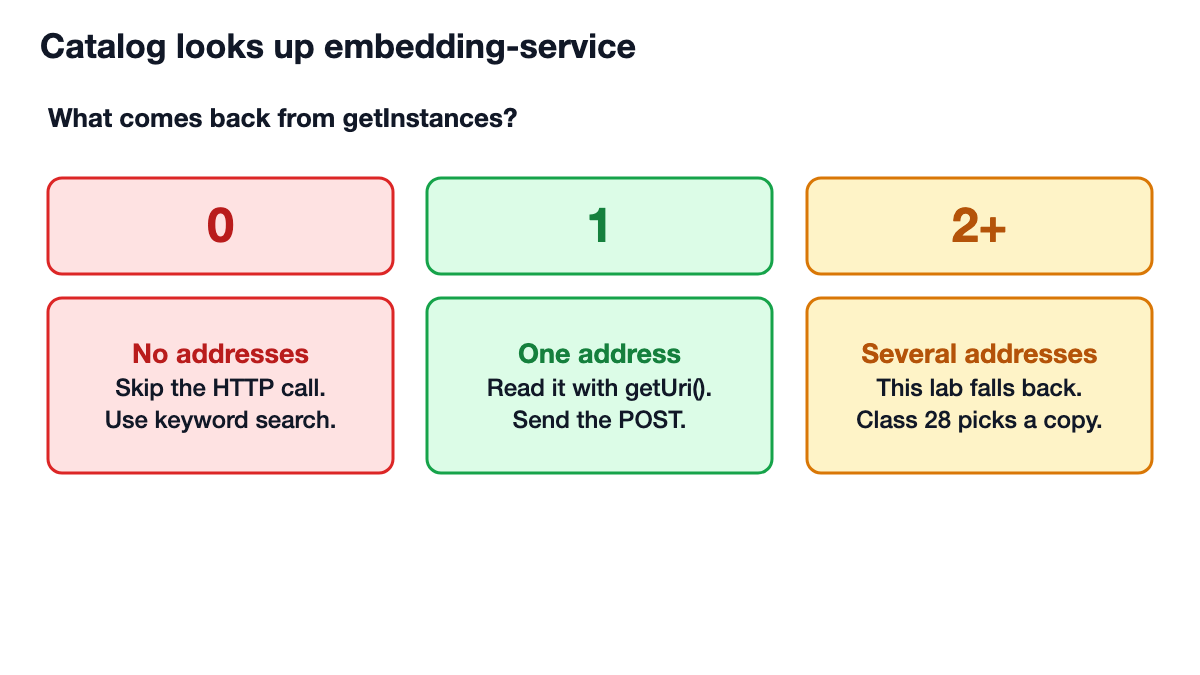 Catalog looks up embedding-service
What comes back from getInstances?
0
1
2+
No addresses
Skip the HTTP call.
Use keyword search.
One address
Read it with getUri().
Send the POST.
Several addresses
This lab falls back.
Class 28 picks a copy.